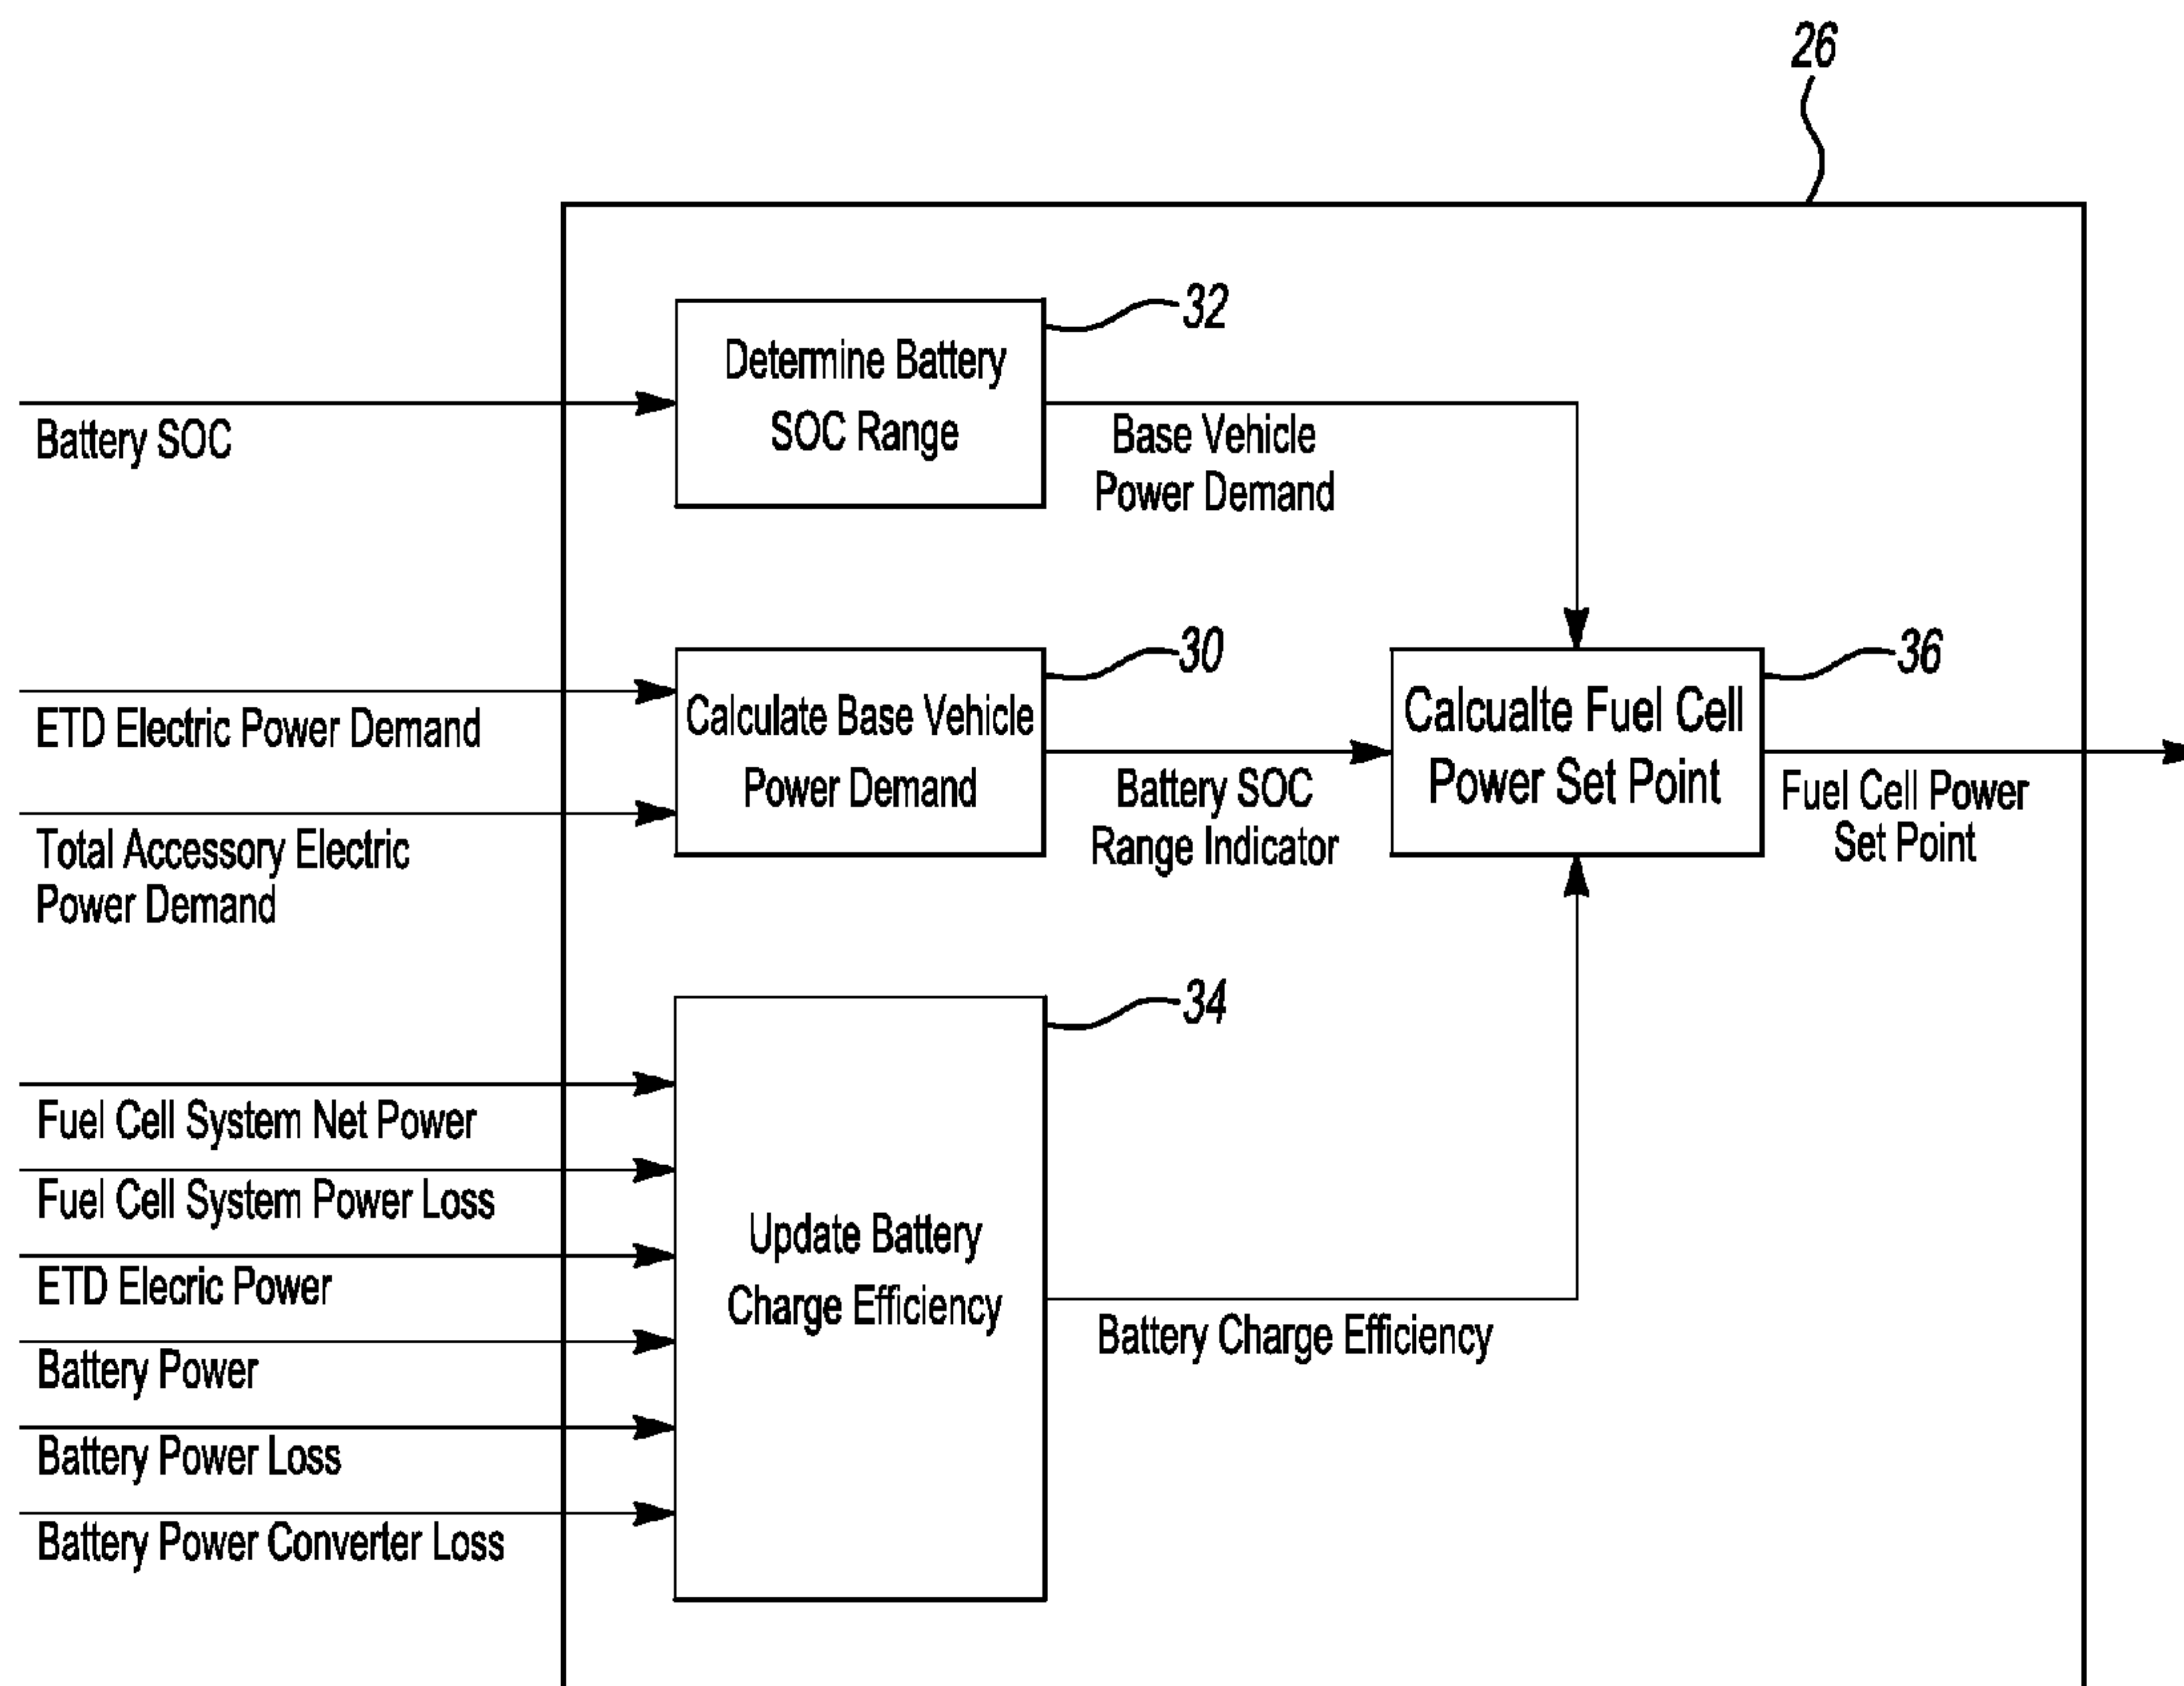 26
32
Determine Battery
SOC Range
Battery SOC
Base Vehicle
Power Demand
30
36
Calculate Base Vehicle
Power Demand
Calcualte Fuel Cell
Power Set Point
ETD Electric Power Demand
Battery SOC
Range Indicator
Fuel Cell Power
Set Point
Total Accessory Electric
Power Demand
34
Fuel Cell System Net Power
Fuel Cell System Power Loss
Update Battery
Charge Efficiency
ETD Elecric Power
Battery Charge Efficiency
Battery Power
Battery Power Loss
Battery Power Converter Loss